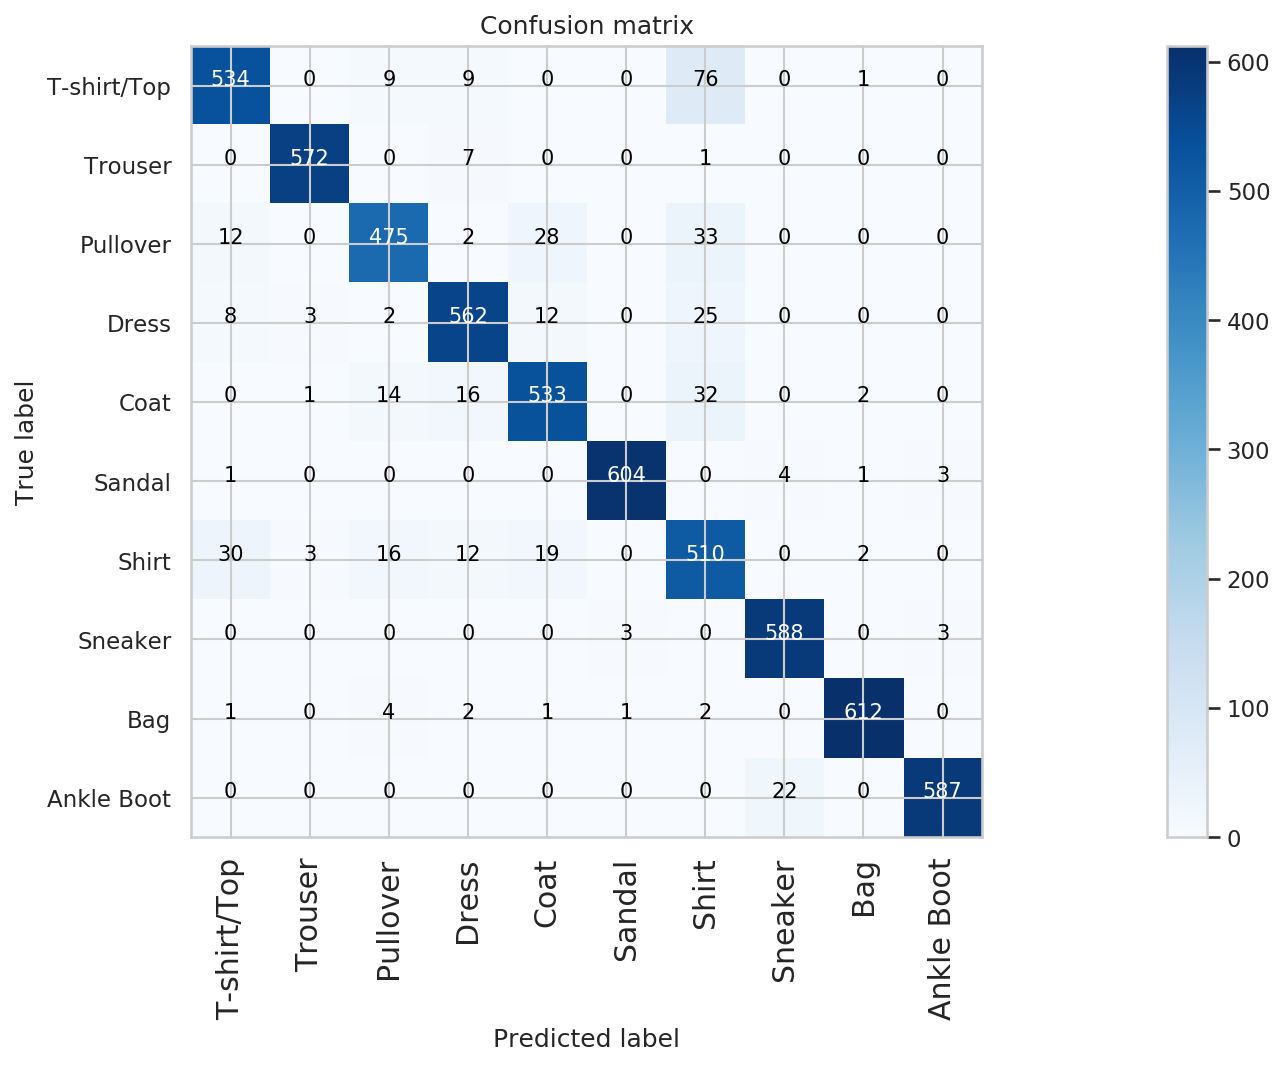 Confusion matrix
T-shirt/Top 534 0 9 9 0 0 76 0 1 0
Trouser 0 572 0 7 0 0 1 0 0 0
Pullover 12 0 475 2 28 0 33 0 0 0
Dress 8 3 2 562 12 0 25 0 0 0
Coat 0 1 14 16 533 0 32 0 2 0
Sandal 1 0 0 0 0 604 0 4 1 3
Shirt 30 3 16 12 19 0 510 0 2 0
Sneaker 0 0 0 0 0 3 0 588 0 3
Bag 1 0 4 2 1 1 2 0 612 0
Ankle Boot 0 0 0 0 0 0 0 22 0 587
True label
T-shirt/Top
Trouser
Pullover
Dress
Coat
Sandal
Shirt
Sneaker
Bag
Ankle Boot
Predicted label
600
500
400
300
200
100
0